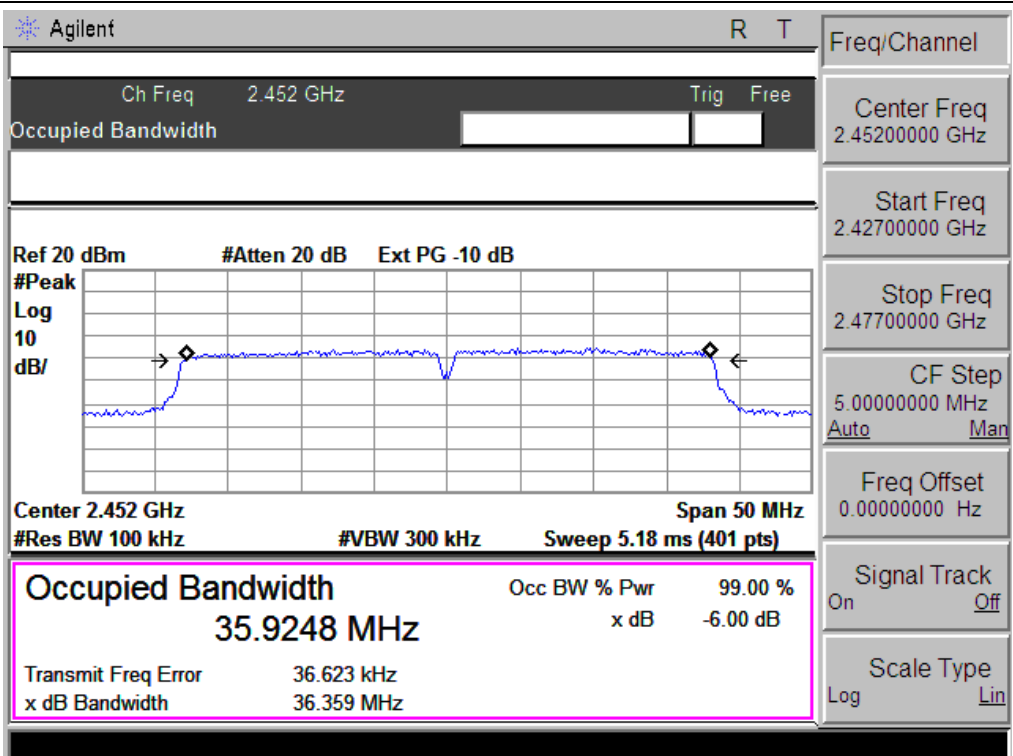 Agilent R T
Ch Freq 2.452 GHz Trig Free
Occupied Bandwidth
Ref 20 dBm #Atten 20 dB Ext PG -10 dB
#Peak
Log
10
dB/
Center 2.452 GHz Span 50 MHz
#Res BW 100 kHz #VBW 300 kHz Sweep 5.18 ms (401 pts)
Occupied Bandwidth Occ BW % Pwr 99.00 %
35.9248 MHz x dB -6.00 dB
Transmit Freq Error 36.623 kHz
x dB Bandwidth 36.359 MHz
Freq/Channel
Center Freq
2.45200000 GHz
Start Freq
2.42700000 GHz
Stop Freq
2.47700000 GHz
CF Step
5.00000000 MHz
Auto Man
Freq Offset
0.00000000 Hz
Signal Track
On Off
Scale Type
Log Lin